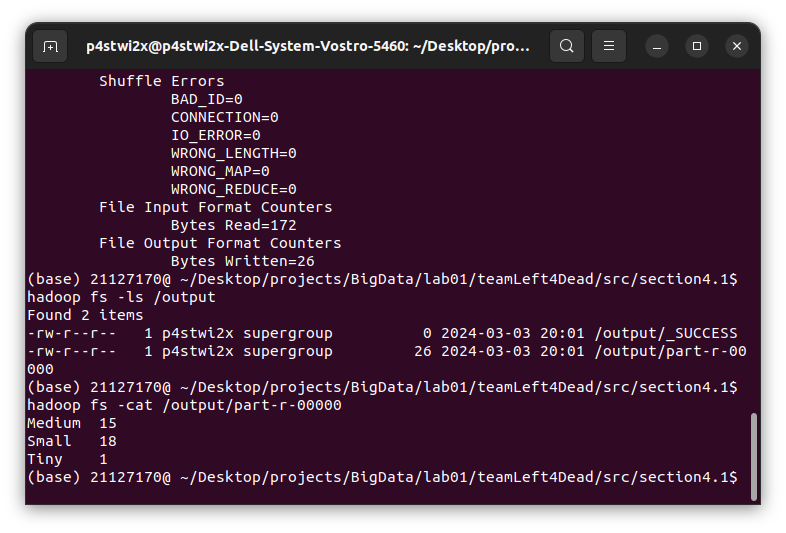 p4stwi2x@p4stwi2x-Dell-System-Vostro-5460: ~/Desktop/pro...
Shuffle Errors
BAD_ID=0
CONNECTION=0
IO_ERROR=0
WRONG_LENGTH=0
WRONG_MAP=0
WRONG_REDUCE=0
File Input Format Counters
Bytes Read=172
File Output Format Counters
Bytes Written=26
(base) 21127170@ ~/Desktop/projects/BigData/lab01/teamLeft4Dead/src/section4.1$
hadoop fs -ls /output
Found 2 items
-rw-r--r--   1 p4stwi2x supergroup          0 2024-03-03 20:01 /output/_SUCCESS
-rw-r--r--   1 p4stwi2x supergroup         26 2024-03-03 20:01 /output/part-r-00
000
(base) 21127170@ ~/Desktop/projects/BigData/lab01/teamLeft4Dead/src/section4.1$
hadoop fs -cat /output/part-r-00000
Medium  15
Small   18
Tiny    1
(base) 21127170@ ~/Desktop/projects/BigData/lab01/teamLeft4Dead/src/section4.1$